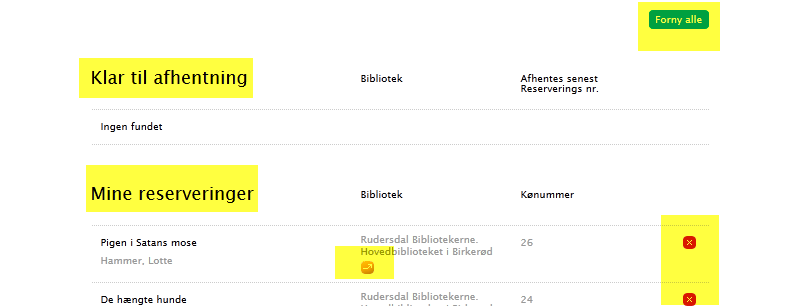 Forny alle
Klar til afhentning
Bibliotek
Afhentes senest
Reserverings nr.
Ingen fundet
Mine reserveringer
Bibliotek
Kønummer
Pigen i Satans mose
Hammer, Lotte
Rudersdal Bibliotekerne.
Hovedbiblioteket i Birkerød
26
De hængte hunde
Rudersdal Bibliotekerne.
24